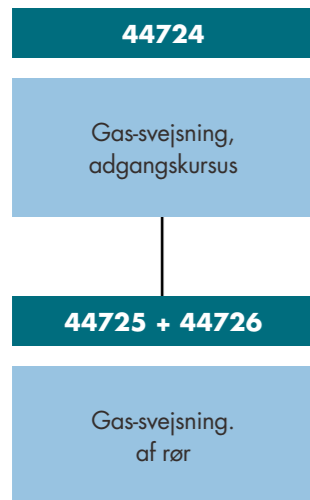 44724
Gas-svejsning,
adgangskursus
44725 + 44726
Gas-svejsning.
af rør